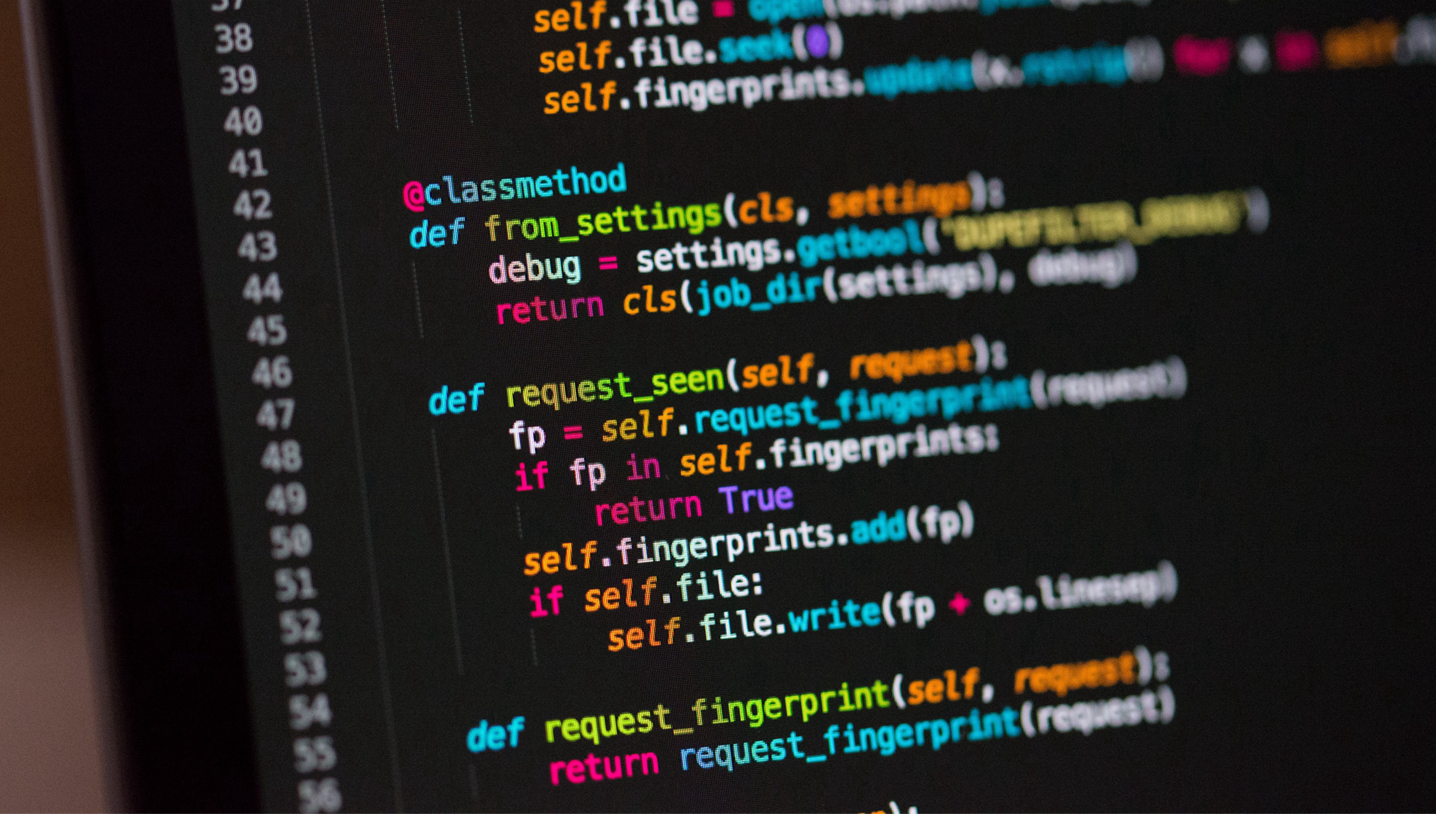 37 self.file = open(os.path.
38 self.file.seek(0)
39 self.fingerprints.update(x.rstrip() for x in self.
40
41
42 @classmethod
43 def from_settings(cls, settings):
44 debug = settings.getbool('DUPEFILTER_DEBUG')
45 return cls(job_dir(settings), debug)
46
47 def request_seen(self, request):
48 fp = self.request_fingerprint(request)
49 if fp in self.fingerprints:
50 return True
51 self.fingerprints.add(fp)
52 if self.file:
53 self.file.write(fp + os.linesep)
54
55 def request_fingerprint(self, request):
56 return request_fingerprint(request)